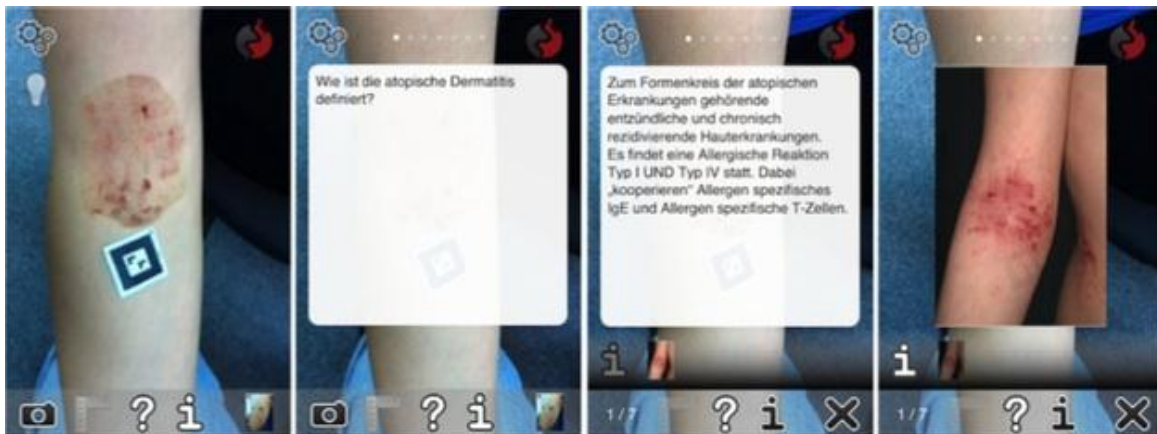 Wie ist die atopische Dermatitis
definiert?
Zum Formenkreis der atopischen
Erkrankungen gehörende
entzündliche und chronisch
rezidivierende Hauterkrankungen.
Es findet eine Allergische Reaktion
Typ I UND Typ IV statt. Dabei
„kooperieren“ Allergen spezifisches
IgE und Allergen spezifische T-Zellen.
i
i
? i
? i
1/7 ? i X
1/7 ? i X